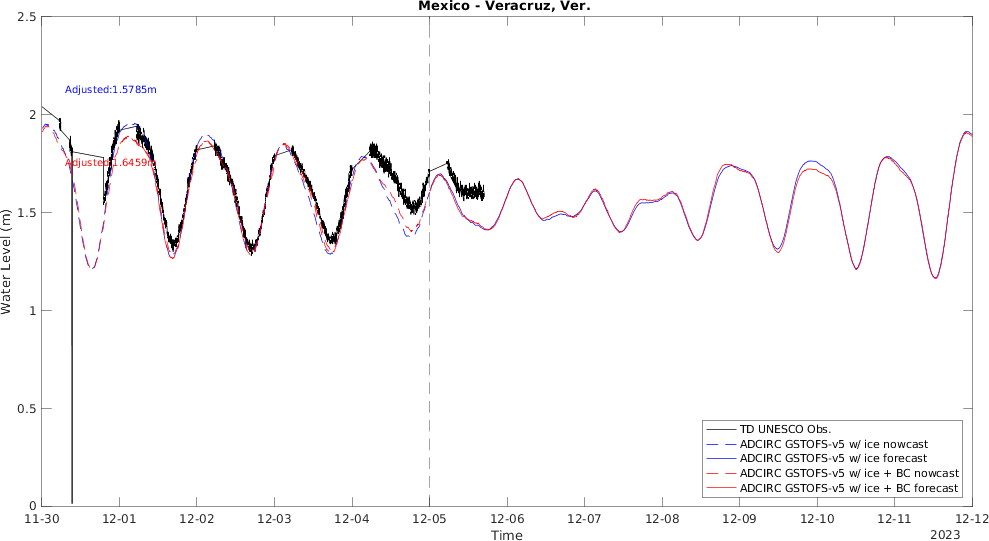 Mexico - Veracruz, Ver.
2.5
2
1.5
1
0.5
0
Water Level (m)
Adjusted:1.5785m
Adjusted:1.6459m
TD UNESCO Obs.
ADCIRC GSTOFS-v5 w/ ice nowcast
ADCIRC GSTOFS-v5 w/ ice forecast
ADCIRC GSTOFS-v5 w/ ice + BC nowcast
ADCIRC GSTOFS-v5 w/ ice + BC forecast
11-30 12-01 12-02 12-03 12-04 12-05 12-06 12-07 12-08 12-09 12-10 12-11 12-12
Time
2023